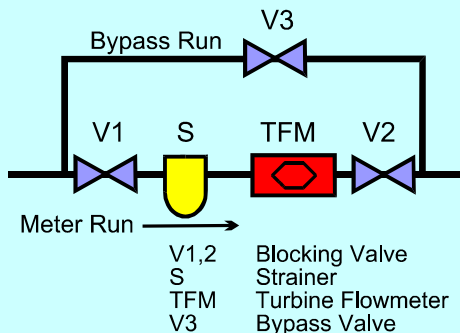 V3
Bypass Run
V1 S TFM V2
Meter Run
V1,2 Blocking Valve
S Strainer
TFM Turbine Flowmeter
V3 Bypass Valve